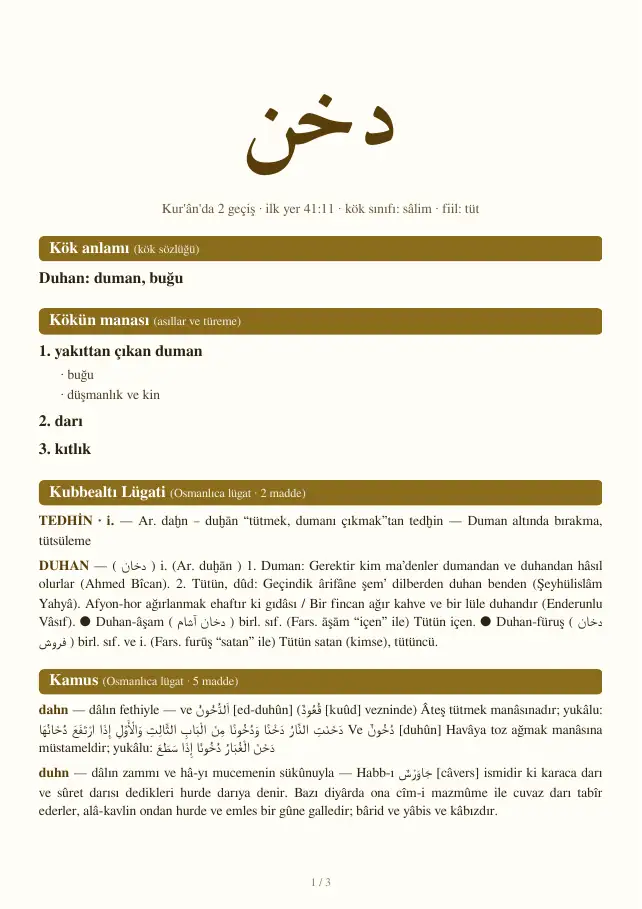 دخن
Kur'ân'da 2 geçiş · ilk yer 41:11 · kök sınıfı: sâlim · fiil: tüt
Kök anlamı (kök sözlüğü)
Duhan: duman, buğu
Kökün manası (asıllar ve türeme)
1. yakıttan çıkan duman
· buğu
· düşmanlık ve kin
2. darı
3. kıtlık
Kubbealtı Lügati (Osmanlıca lügat · 2 madde)
TEDHİN · i. — Ar. daḫn – duḫān “tütmek, dumanı çıkmak”tan tedḫin — Duman altında bırakma,
tütsüleme
DUHAN — ( دخان ) i. (Ar. duḫān ) 1. Duman: Gerektir kim ma’denler dumandan ve duhandan hâsıl
olurlar (Ahmed Bîcan). 2. Tütün, dûd: Geçindik ârifâne şem’ dilberden duhan benden (Şeyhülislâm
Yahyâ). Afyon-hor ağırlanmak ehaftır ki gıdâsı / Bir fincan ağır kahve ve bir lüle duhandır (Enderunlu
Vâsıf). ● Duhan-âşam ( دخان آشام ) birl. sıf. (Fars. āşām “içen” ile) Tütün içen. ● Duhan-füruş ( دخان
فروش ) birl. sıf. ve i. (Fars. furūş “satan” ile) Tütün satan (kimse), tütüncü.
Kamus (Osmanlıca lügat · 5 madde)
dahn — dâlın fethiyle — ve اَلدُّخُونُ [ed-duhûn] (قُعُودٌ [kuûd] vezninde) Âteş tütmek manâsınadır; yukâlu:
دَخَنَتِ النَّارُ دَخْنًا وَدُخُونًا مِنَ الْبَابِ الثَّالِثِ وَالْأَوَّلِ إِذَا ارْتَفَعَ دُخَانُهَا Ve دُخُونٌ [duhûn] Havâya toz ağmak manâsına
müstameldir; yukâlu: دَخَنَ الْغُبَارُ دُخُونًا إِذَا سَطَعَ
duhn — dâlın zammı ve hâ-yı mucemenin sükûnuyla — Habb-ı جَاوَرْسٌ [câvers] ismidir ki karaca darı
ve sûret darısı dedikleri hurde darıya denir. Bazı diyârda ona cîm-i mazmûme ile cuvaz darı tabîr
ederler, alâ-kavlin ondan hurde ve emles bir gûne galledir; bârid ve yâbis ve kâbızdır.
1 / 3